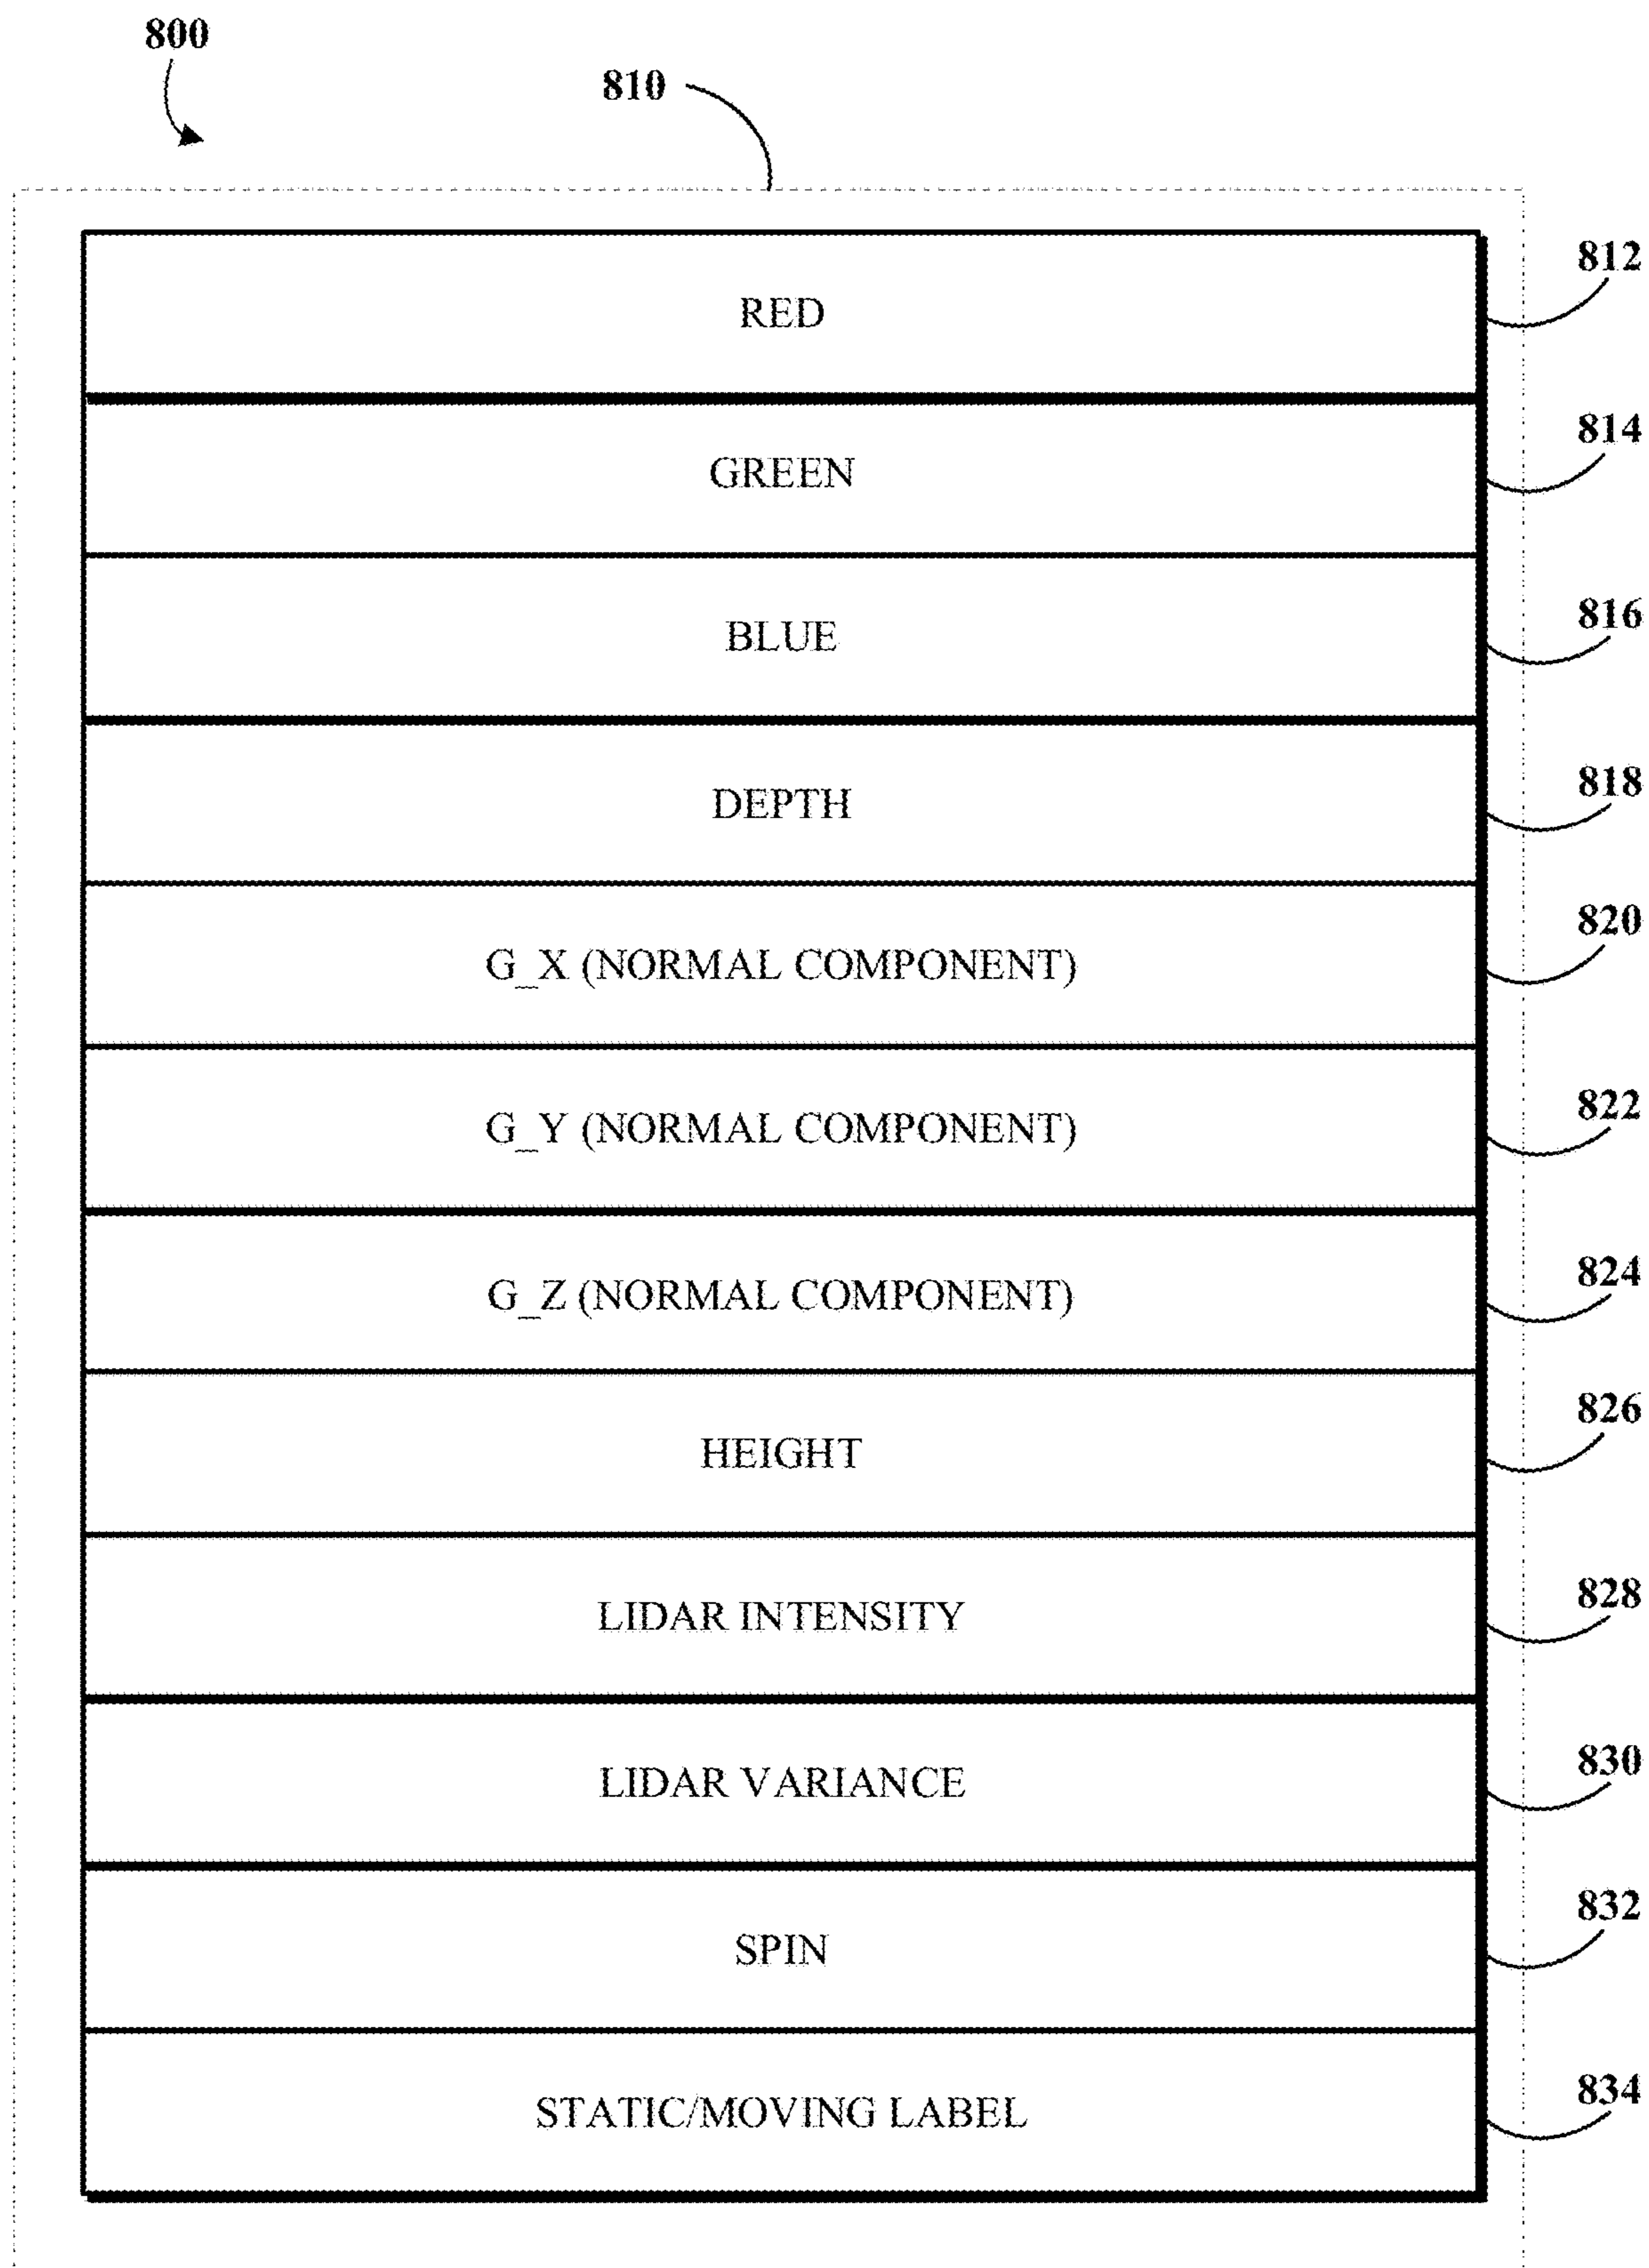 800
810
RED
812
GREEN
814
BLUE
816
DEPTH
818
G_X (NORMAL COMPONENT)
820
G_Y (NORMAL COMPONENT)
822
G_Z (NORMAL COMPONENT)
824
HEIGHT
826
LIDAR INTENSITY
828
LIDAR VARIANCE
830
SPIN
832
STATIC/MOVING LABEL
834